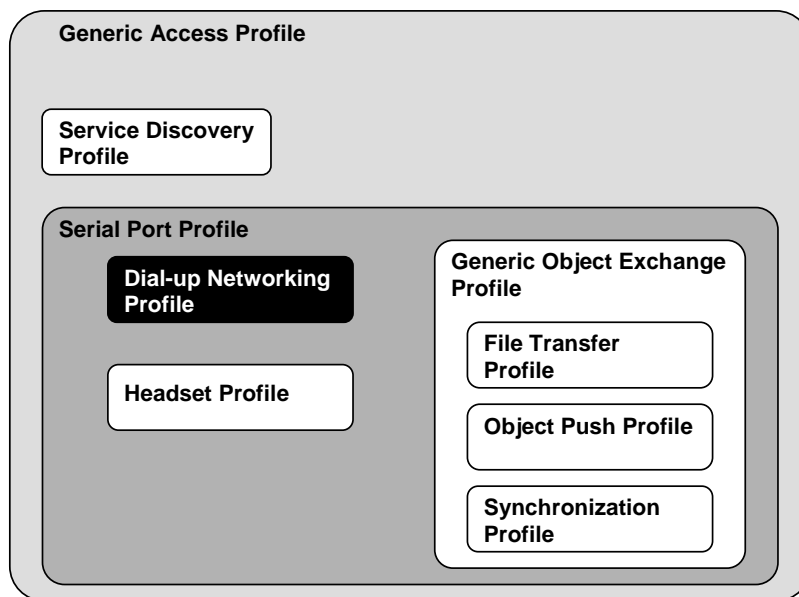 Generic Access Profile
Service Discovery
Profile
Serial Port Profile
Dial-up Networking
Profile
Headset Profile
Generic Object Exchange
Profile
File Transfer
Profile
Object Push Profile
Synchronization
Profile